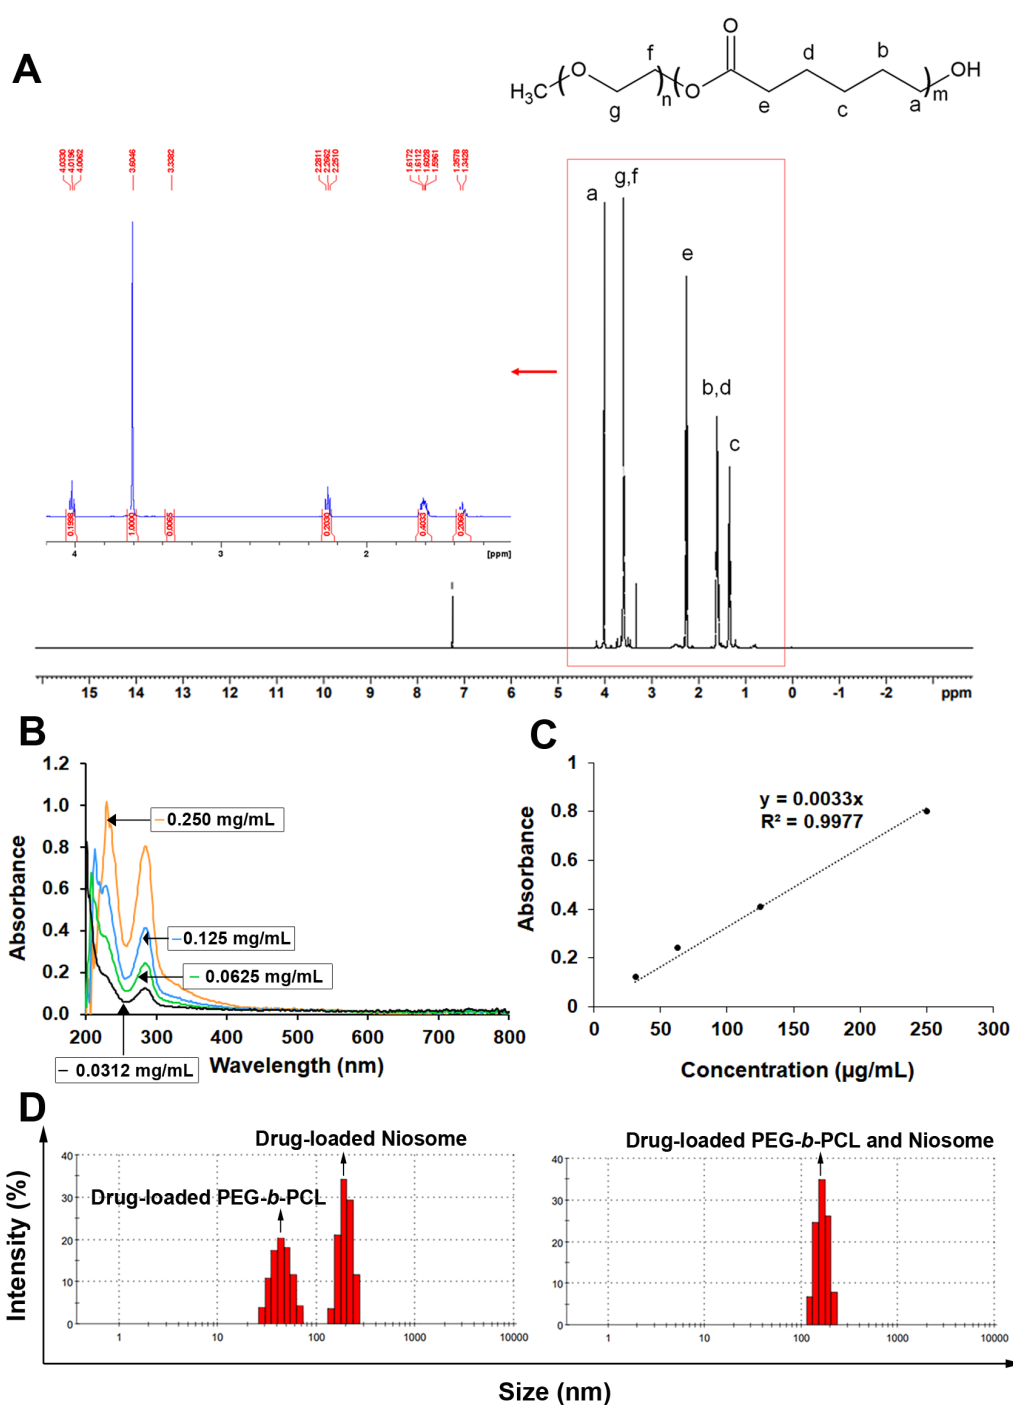 A
O
f
d
b
H₃C
O
n
O
OH
g
e
c
a
m
4.0330
4.0196
4.0062
3.6046
3.3382
2.2811
2.2662
2.2510
1.6172
1.6112
1.6028
1.5961
1.3578
1.3428
a
g,f
e
b,d
c
0.1998
1.0000
0.0065
0.2030
0.4033
0.2066
4 3 2 [ppm]
15 14 13 12 11 10 9 8 7 6 5 4 3 2 1 0 -1 -2 ppm
B
Absorbance
1.2
1.0
0.8
0.6
0.4
0.2
0.0
0.250 mg/mL
0.125 mg/mL
0.0625 mg/mL
200 300 400 500 600 700 800
0.0312 mg/mL
Wavelength (nm)
C
Absorbance
1
0.8
0.6
0.4
0.2
0
y = 0.0033x
R² = 0.9977
0 50 100 150 200 250 300
Concentration (µg/mL)
D
Intensity (%)
Drug-loaded Niosome
Drug-loaded PEG-b-PCL
40
30
20
10
0
1 10 100 1000 10000
Drug-loaded PEG-b-PCL and Niosome
40
30
20
10
0
1 10 100 1000 10000
Size (nm)